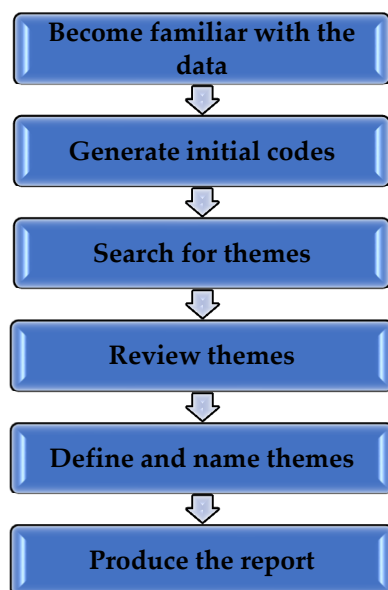 Become familiar with the
data
Generate initial codes
Search for themes
Review themes
Define and name themes
Produce the report